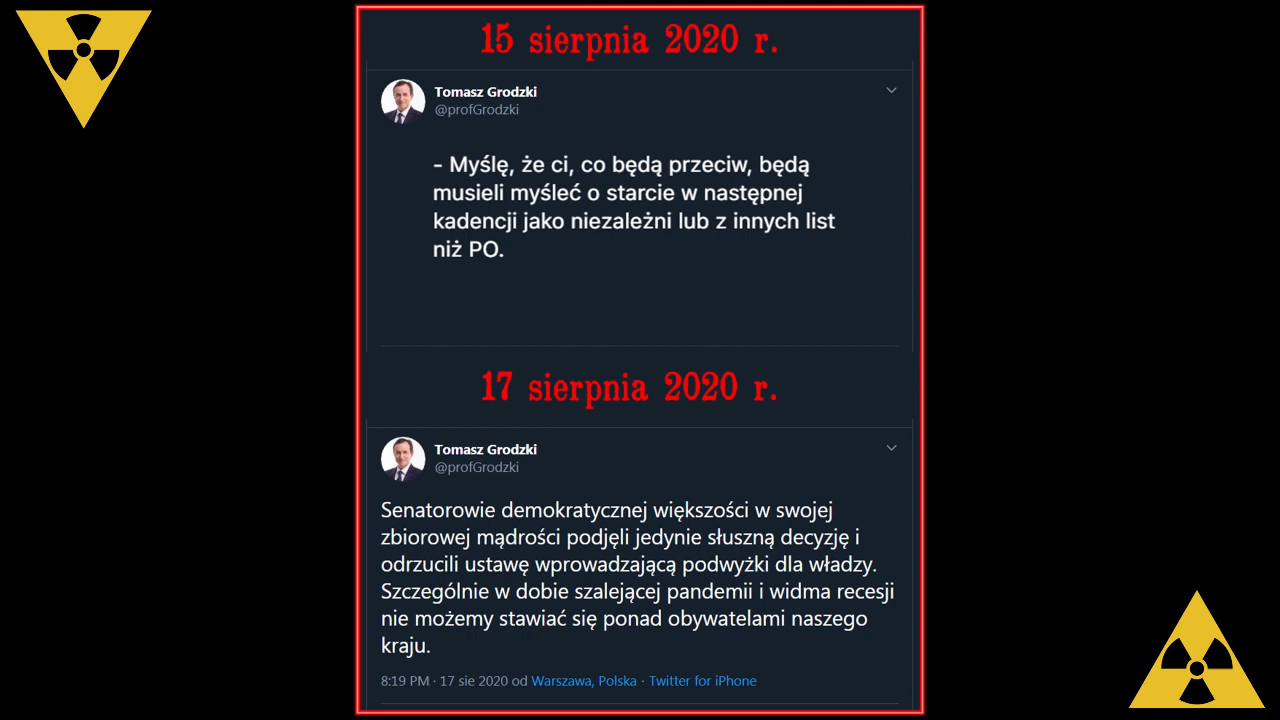 15 sierpnia 2020 r.
Tomasz Grodzki
@profGrodzki
- Myślę, że ci, co będą przeciw, będą
musieli myśleć o starcie w następnej
kadencji jako niezależni lub z innych list
niż PO.
17 sierpnia 2020 r.
Tomasz Grodzki
@profGrodzki
Senatorowie demokratycznej większości w swojej
zbiorowej mądrości podjęli jedynie słuszną decyzję i
odrzucili ustawę wprowadzającą podwyżki dla władzy.
Szczególnie w dobie szalejącej pandemii i widma recesji
nie możemy stawiać się ponad obywatelami naszego
kraju.
8:19 PM · 17 sie 2020 od Warszawa, Polska · Twitter for iPhone